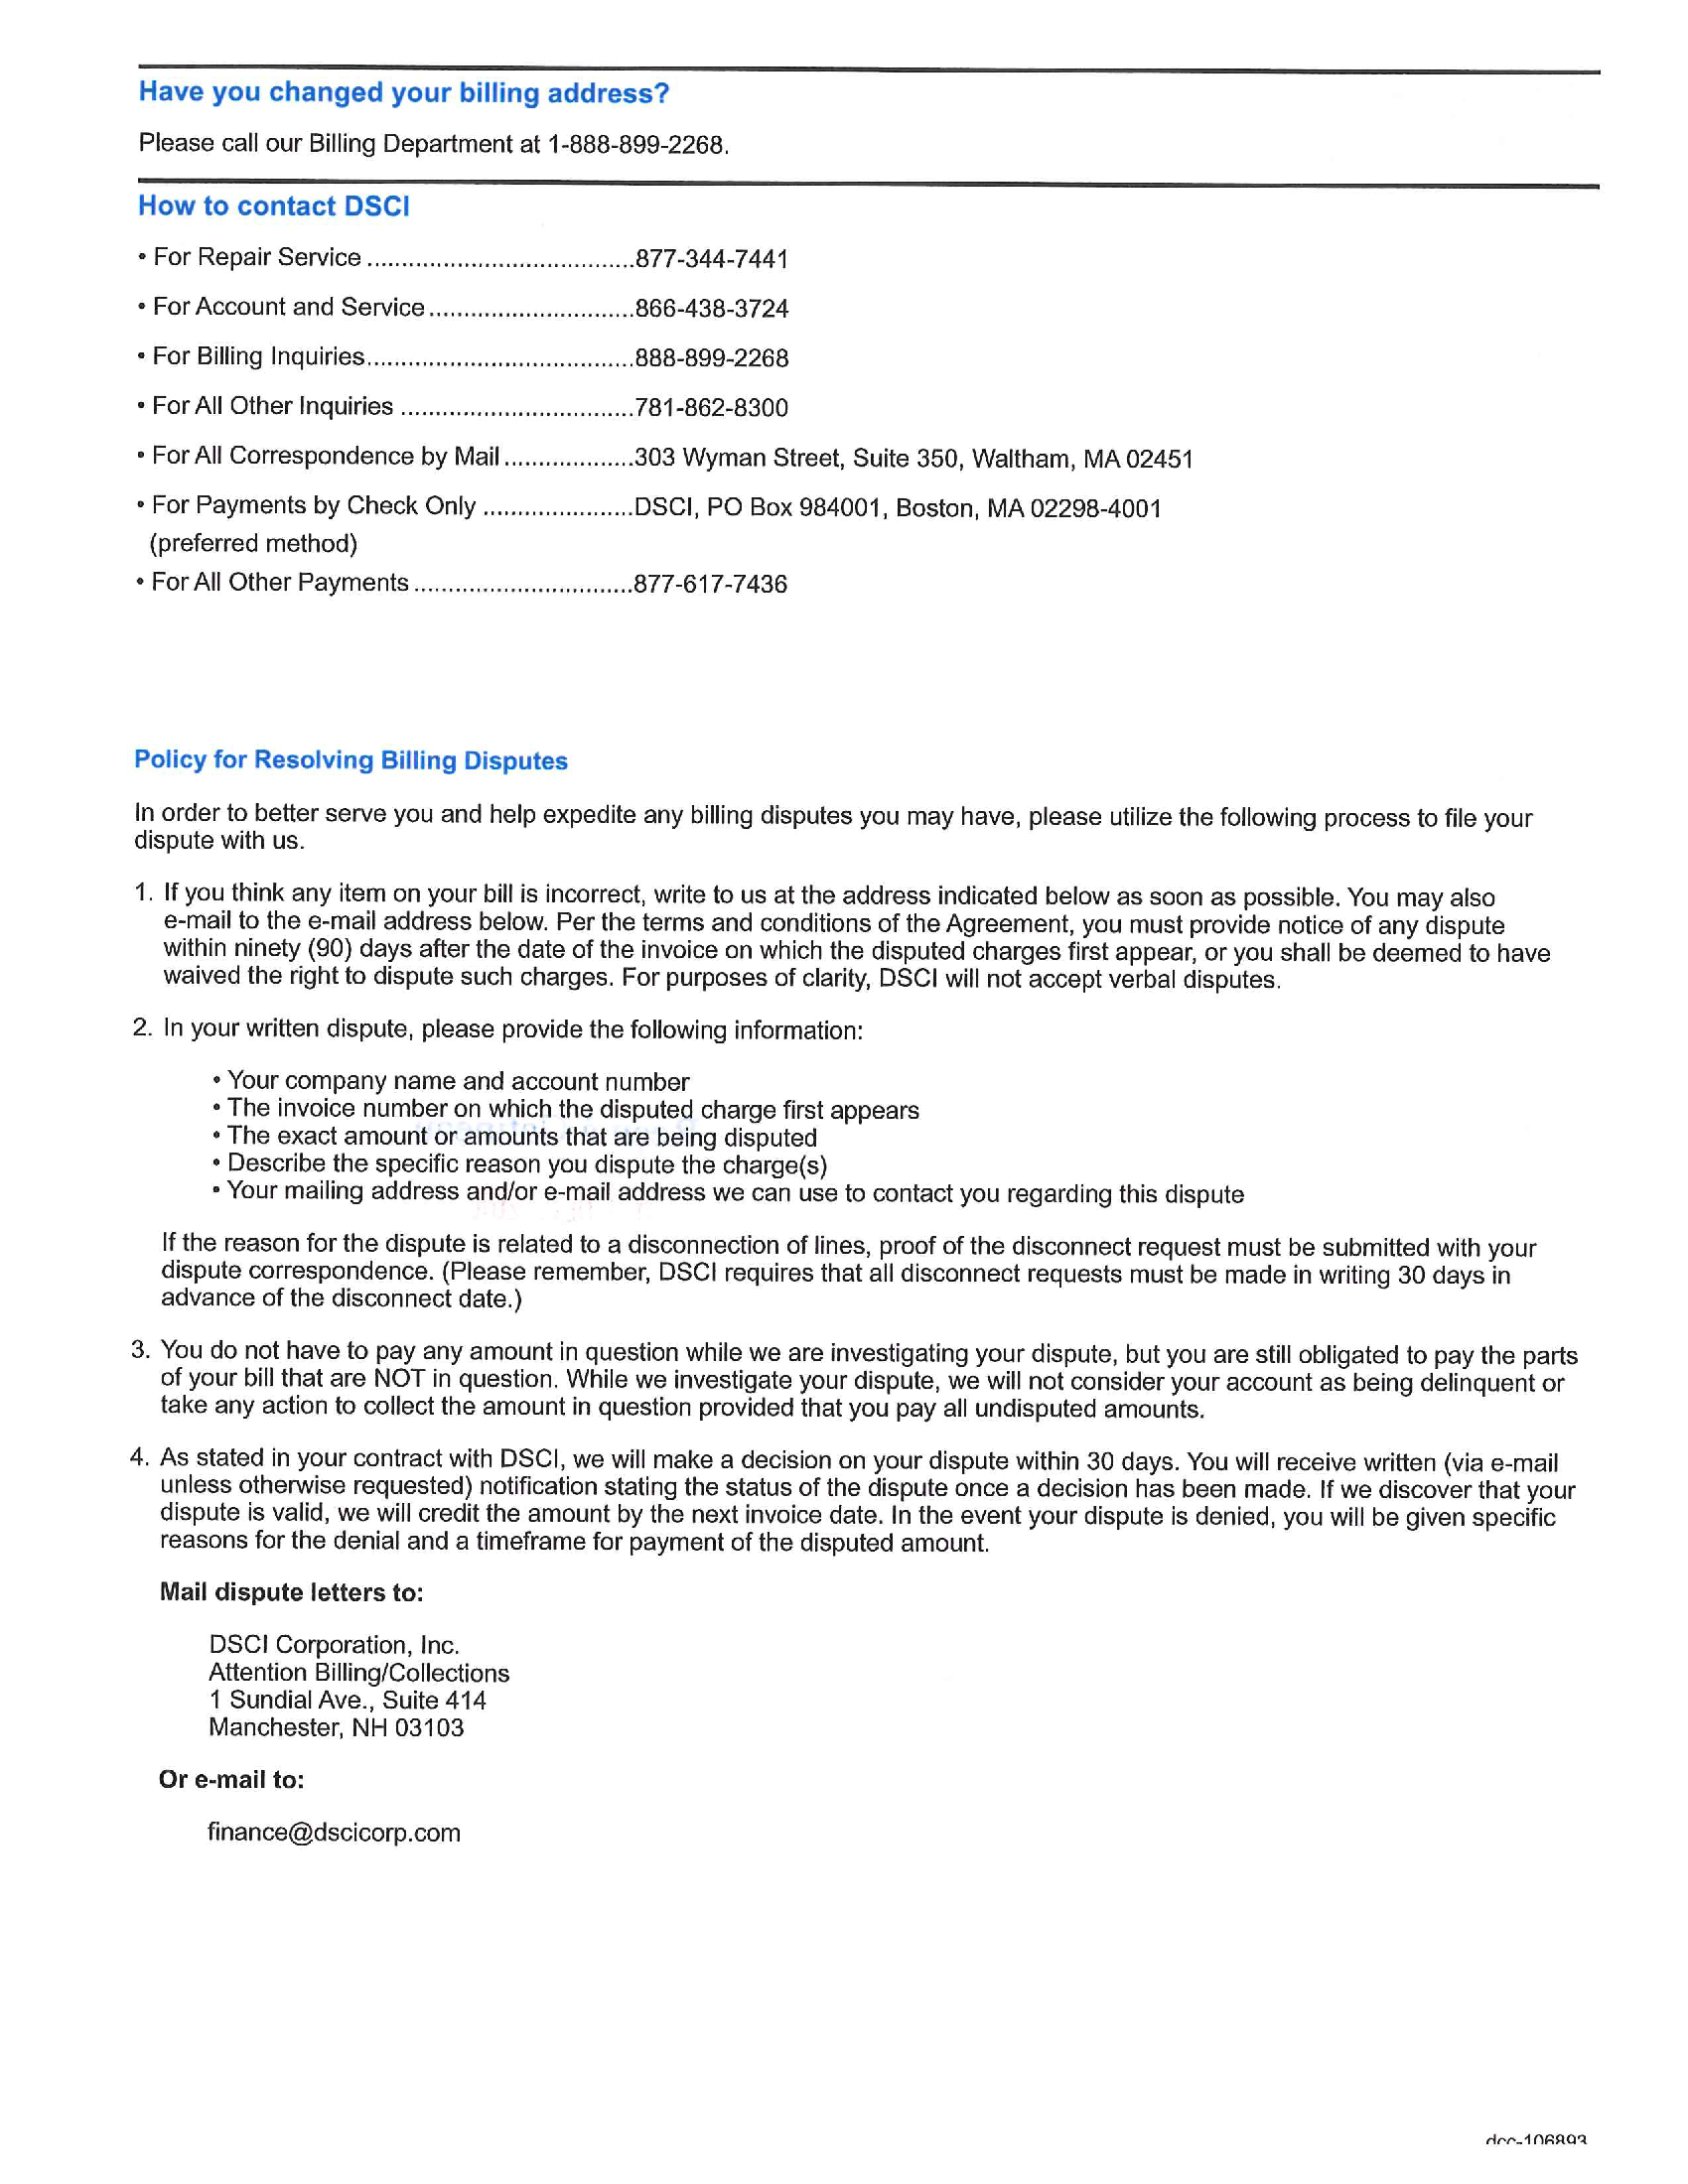 Have you changed your billing address?
Please call our Billing Department at 1-888-899-2268.
How to contact DSCI
• For Repair Service .......................................877-344-7441
• For Account and Service..............................866-438-3724
• For Billing Inquiries.......................................888-899-2268
• For All Other Inquiries ..................................781-862-8300
• For All Correspondence by Mail...................303 Wyman Street, Suite 350, Waltham, MA 02451
• For Payments by Check Only ......................DSCI, PO Box 984001, Boston, MA 02298-4001
(preferred method)
• For All Other Payments................................877-617-7436
Policy for Resolving Billing Disputes
In order to better serve you and help expedite any billing disputes you may have, please utilize the following process to file your
dispute with us.
1. If you think any item on your bill is incorrect, write to us at the address indicated below as soon as possible. You may also
e-mail to the e-mail address below. Per the terms and conditions of the Agreement, you must provide notice of any dispute
within ninety (90) days after the date of the invoice on which the disputed charges first appear, or you shall be deemed to have
waived the right to dispute such charges. For purposes of clarity, DSCI will not accept verbal disputes.
2. In your written dispute, please provide the following information:
• Your company name and account number
• The invoice number on which the disputed charge first appears
• The exact amount or amounts that are being disputed
• Describe the specific reason you dispute the charge(s)
• Your mailing address and/or e-mail address we can use to contact you regarding this dispute
If the reason for the dispute is related to a disconnection of lines, proof of the disconnect request must be submitted with your
dispute correspondence. (Please remember, DSCI requires that all disconnect requests must be made in writing 30 days in
advance of the disconnect date.)
3. You do not have to pay any amount in question while we are investigating your dispute, but you are still obligated to pay the parts
of your bill that are NOT in question. While we investigate your dispute, we will not consider your account as being delinquent or
take any action to collect the amount in question provided that you pay all undisputed amounts.
4. As stated in your contract with DSCI, we will make a decision on your dispute within 30 days. You will receive written (via e-mail
unless otherwise requested) notification stating the status of the dispute once a decision has been made. If we discover that your
dispute is valid, we will credit the amount by the next invoice date. In the event your dispute is denied, you will be given specific
reasons for the denial and a timeframe for payment of the disputed amount.
Mail dispute letters to:
DSCI Corporation, Inc.
Attention Billing/Collections
1 Sundial Ave., Suite 414
Manchester, NH 03103
Or e-mail to:
finance@dscicorp.com
dcc-106893